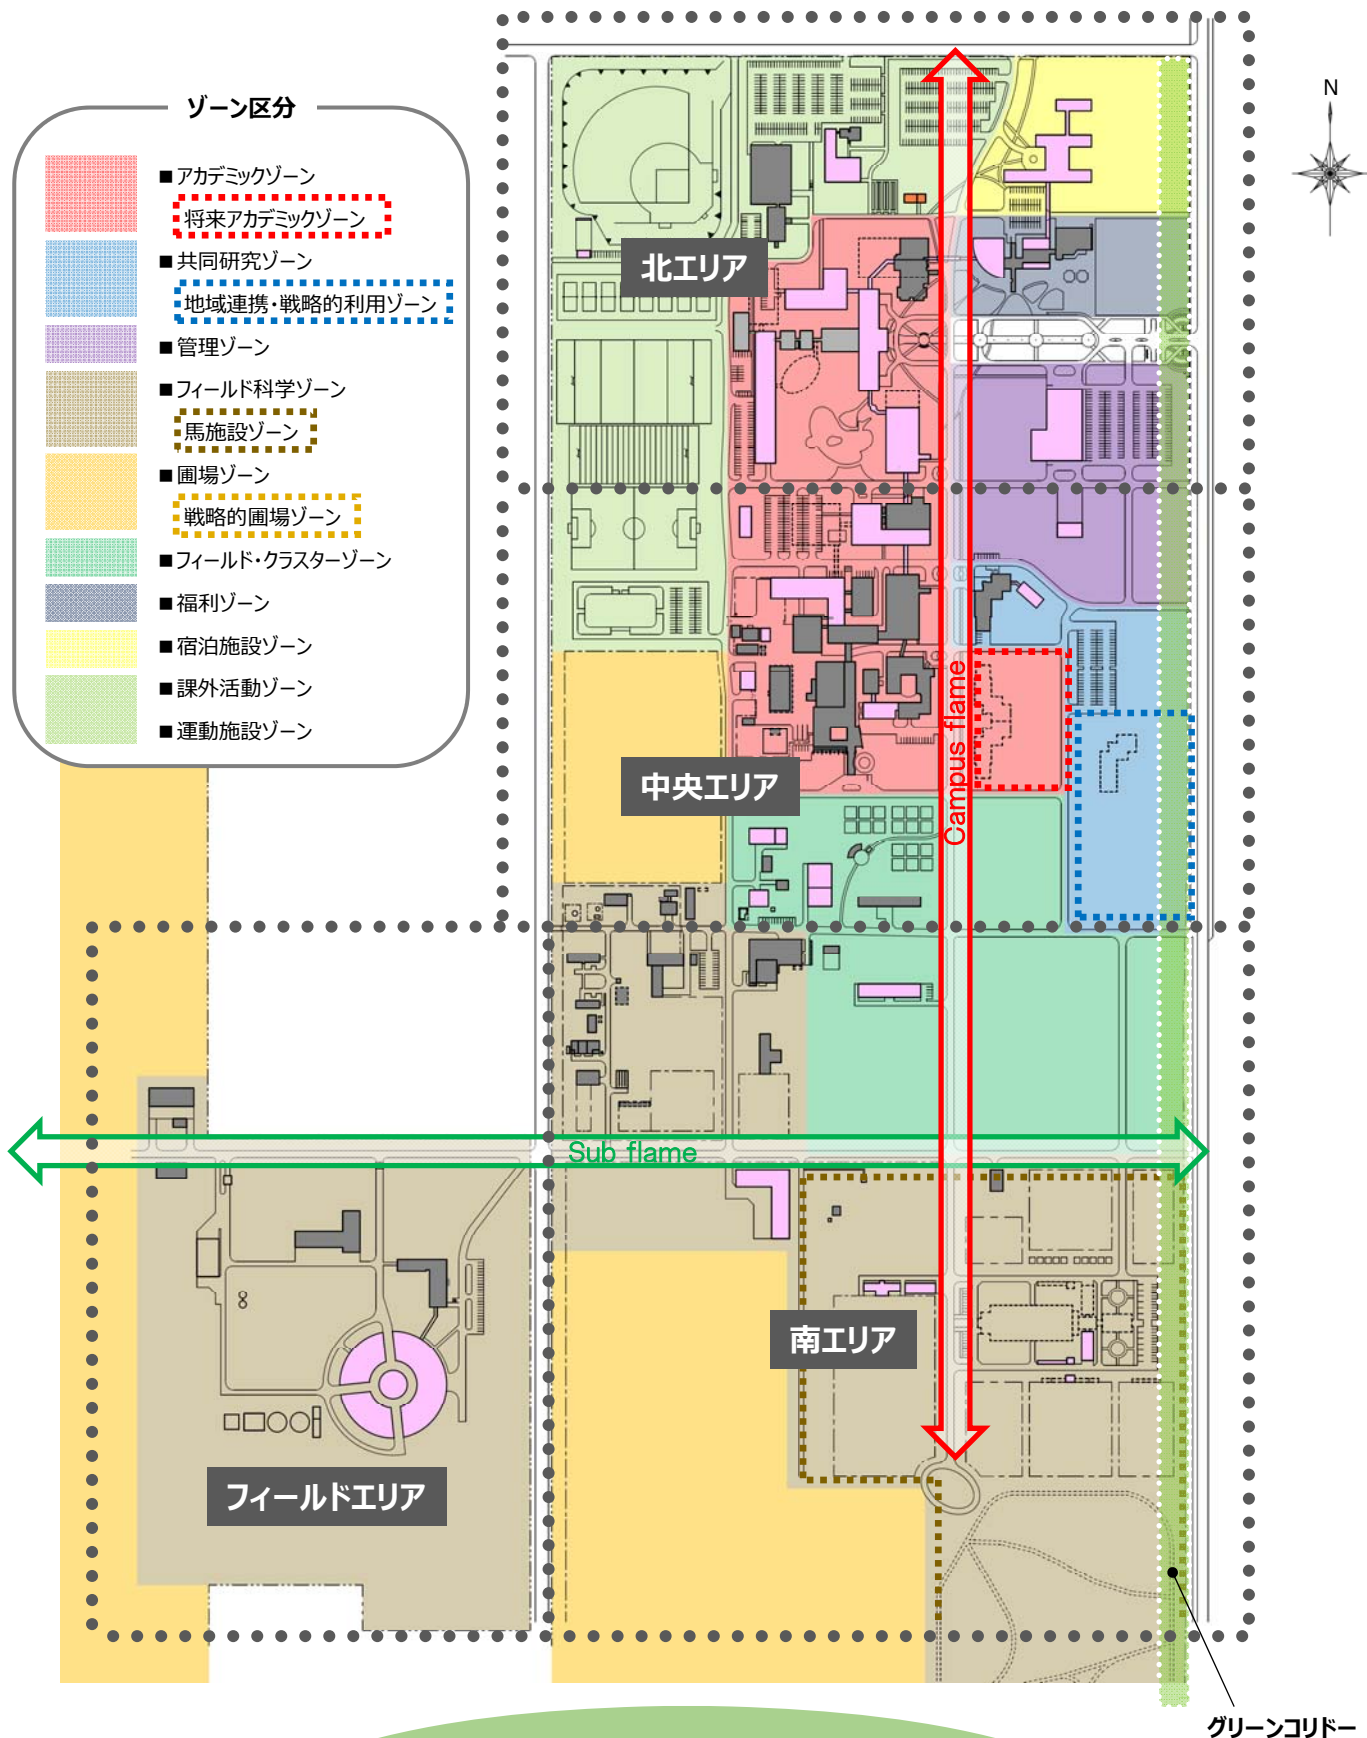 ゾーン区分
■アカデミックゾーン
将来アカデミックゾーン
■共同研究ゾーン
地域連携・戦略的利用ゾーン
■管理ゾーン
■フィールド科学ゾーン
馬施設ゾーン
■圃場ゾーン
戦略的圃場ゾーン
■フィールド・クラスターゾーン
■福利ゾーン
■宿泊施設ゾーン
■課外活動ゾーン
■運動施設ゾーン
N
北エリア
中央エリア
Campus flame
Sub flame
南エリア
フィールドエリア
グリーンコリドー